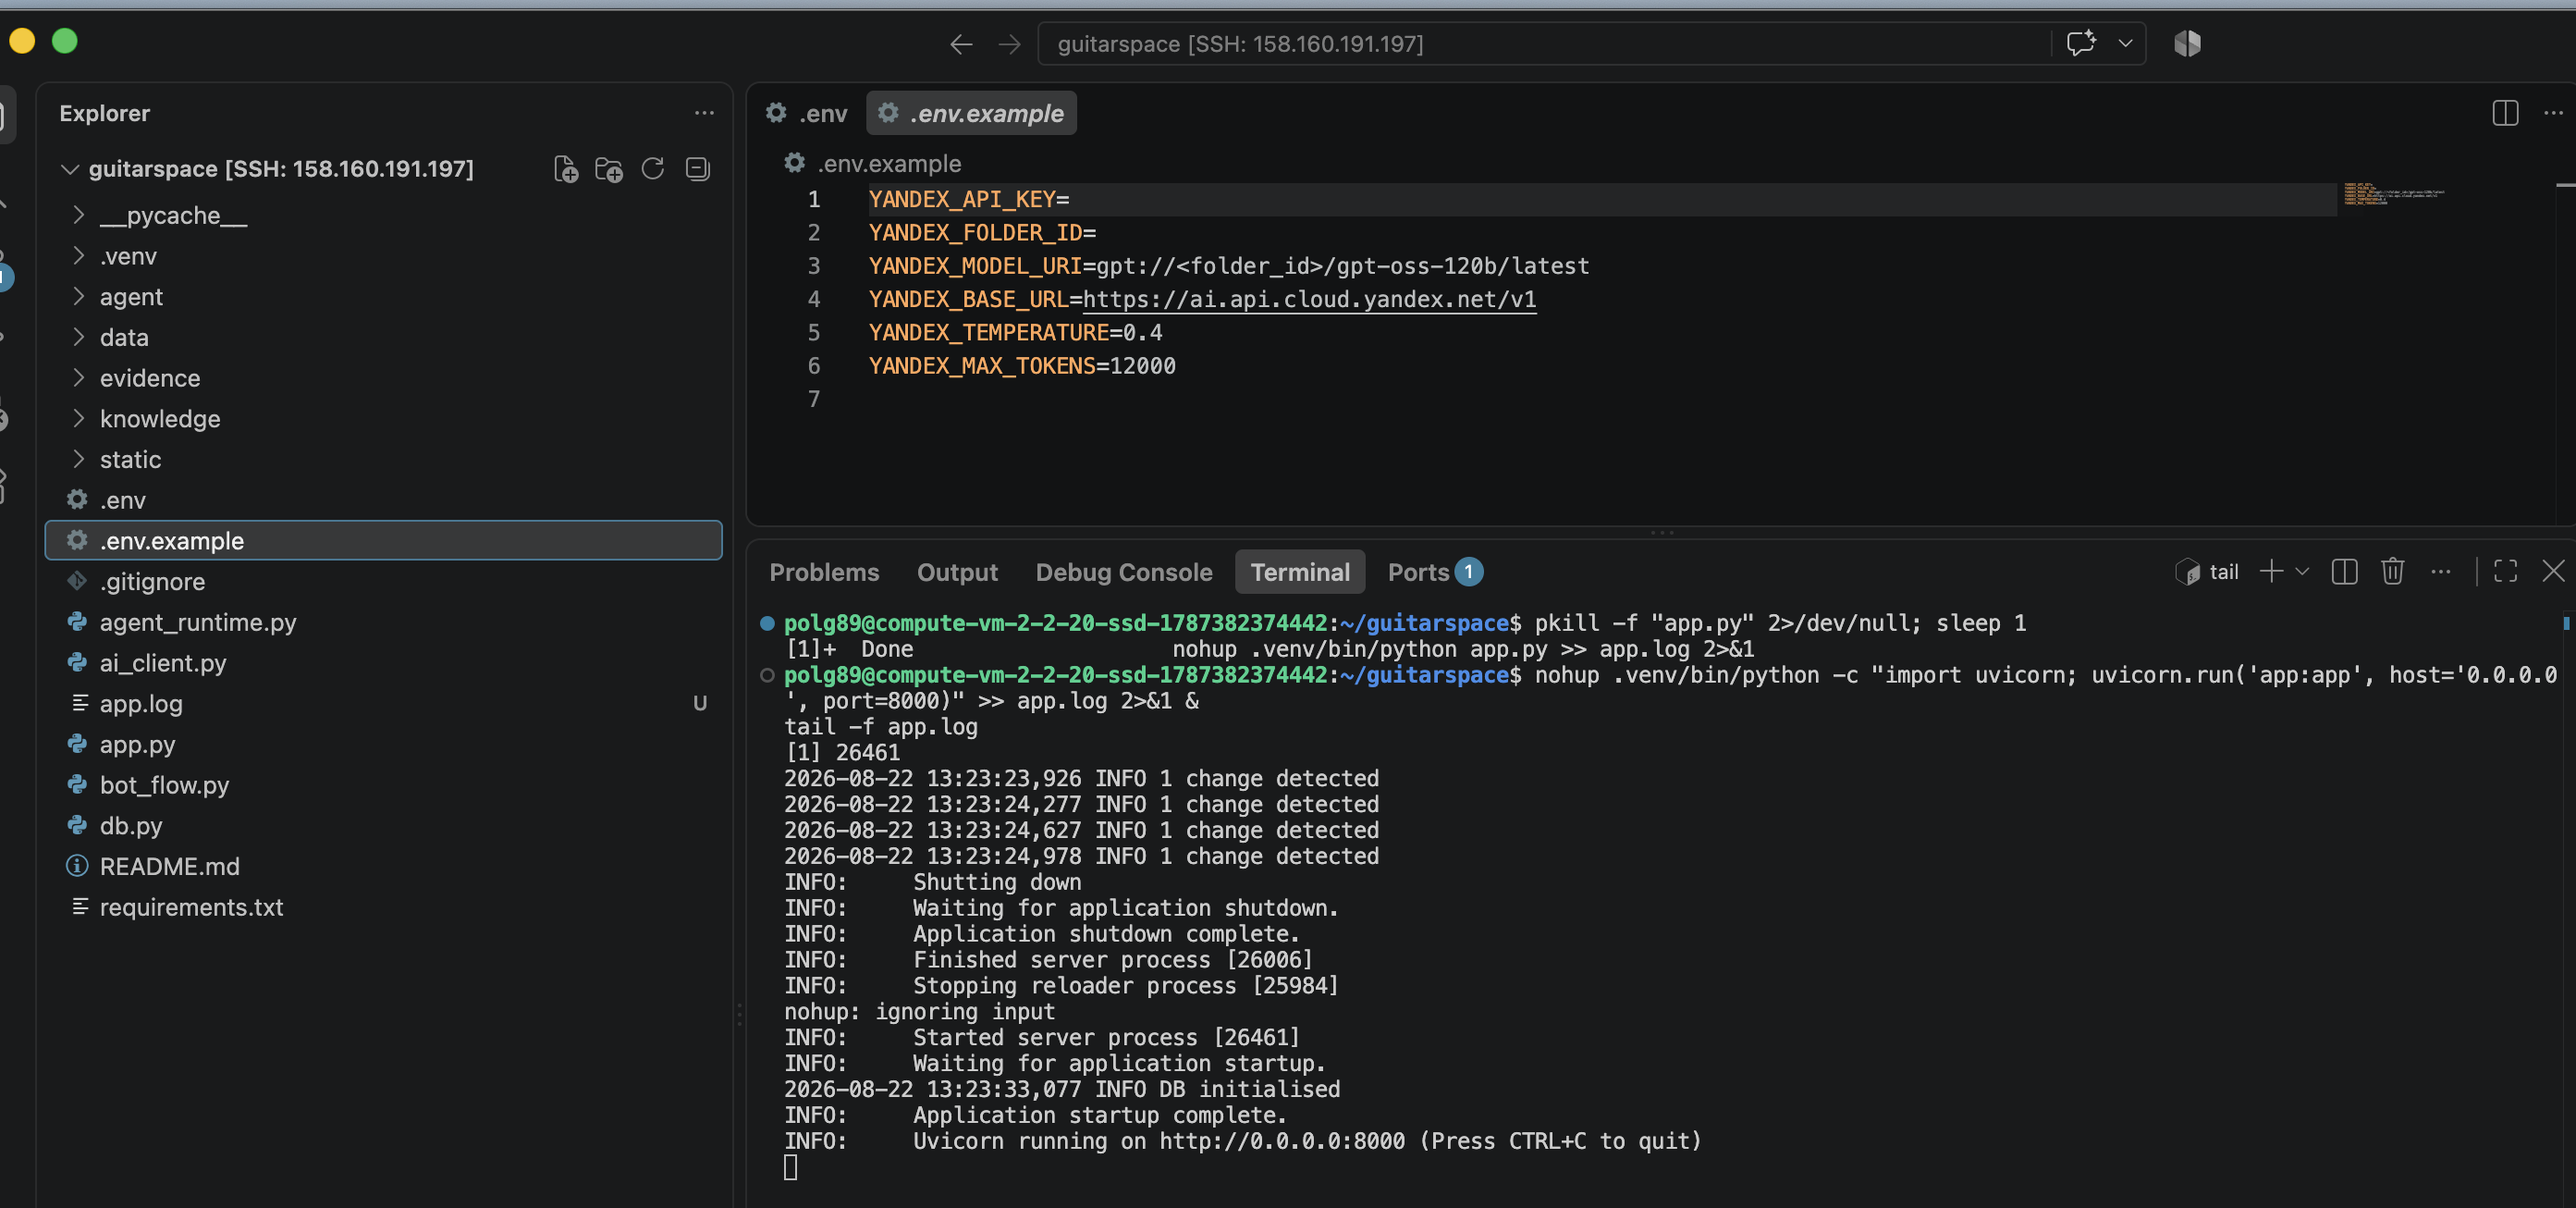 guitarspace [SSH: 158.160.191.197]
Explorer
guitarspace [SSH: 158.160.191.197]
__pycache__
.venv
agent
data
evidence
knowledge
static
.env
.env.example
.gitignore
agent_runtime.py
ai_client.py
app.log U
app.py
bot_flow.py
db.py
README.md
requirements.txt
.env .env.example
.env.example
1 YANDEX_API_KEY=
2 YANDEX_FOLDER_ID=
3 YANDEX_MODEL_URI=gpt://<folder_id>/gpt-oss-120b/latest
4 YANDEX_BASE_URL=https://ai.api.cloud.yandex.net/v1
5 YANDEX_TEMPERATURE=0.4
6 YANDEX_MAX_TOKENS=12000
7
Problems Output Debug Console Terminal Ports 1 tail
polg89@compute-vm-2-2-20-ssd-1787382374442:~/guitarspace$ pkill -f "app.py" 2>/dev/null; sleep 1
[1]+  Done                    nohup .venv/bin/python app.py >> app.log 2>&1
polg89@compute-vm-2-2-20-ssd-1787382374442:~/guitarspace$ nohup .venv/bin/python -c "import uvicorn; uvicorn.run('app:app', host='0.0.0.0
', port=8000)" >> app.log 2>&1 &
tail -f app.log
[1] 26461
2026-08-22 13:23:23,926 INFO 1 change detected
2026-08-22 13:23:24,277 INFO 1 change detected
2026-08-22 13:23:24,627 INFO 1 change detected
2026-08-22 13:23:24,978 INFO 1 change detected
INFO:     Shutting down
INFO:     Waiting for application shutdown.
INFO:     Application shutdown complete.
INFO:     Finished server process [26006]
INFO:     Stopping reloader process [25984]
nohup: ignoring input
INFO:     Started server process [26461]
INFO:     Waiting for application startup.
2026-08-22 13:23:33,077 INFO DB initialised
INFO:     Application startup complete.
INFO:     Uvicorn running on http://0.0.0.0:8000 (Press CTRL+C to quit)